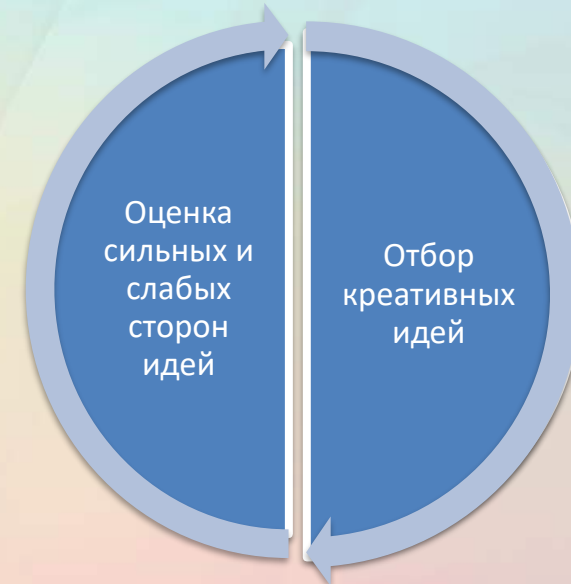 Оценка
сильных и
слабых
сторон
идей
Отбор
креативных
идей